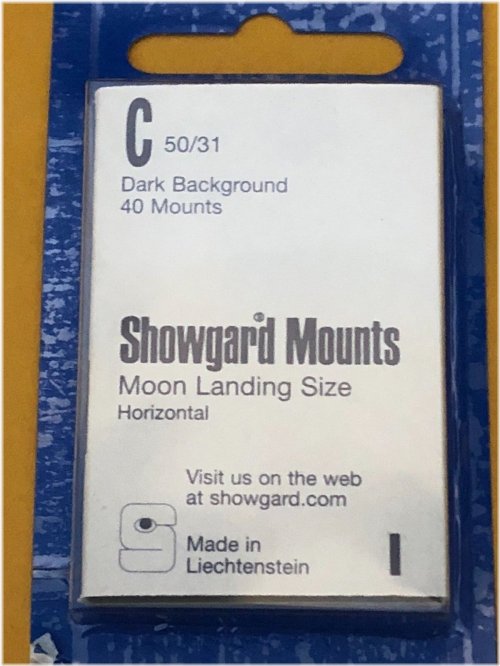 C 50/31
Dark Background
40 Mounts
Showgard® Mounts
Moon Landing Size
Horizontal
Visit us on the web
at showgard.com
S
Made in
Liechtenstein